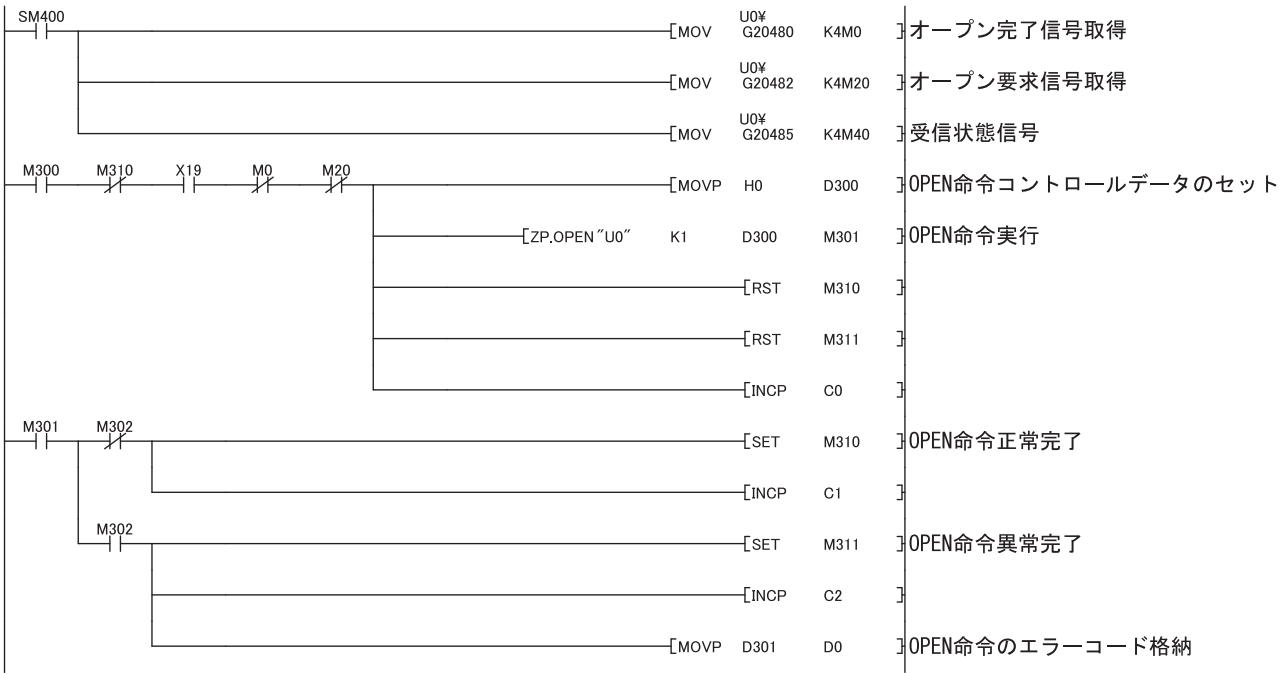 SM400
[MOV U0¥ G20480 K4M0 ] オープン完了信号取得
[MOV U0¥ G20482 K4M20 ] オープン要求信号取得
[MOV U0¥ G20485 K4M40 ] 受信状態信号
M300 M310 X19 M0 M20
[MOVP H0 D300 ] OPEN命令コントロールデータのセット
[ZP.OPEN "U0" K1 D300 M301 ] OPEN命令実行
[RST M310 ]
[RST M311 ]
[INCP C0 ]
M301 M302
[SET M310 ] OPEN命令正常完了
[INCP C1 ]
M302
[SET M311 ] OPEN命令異常完了
[INCP C2 ]
[MOVP D301 D0 ] OPEN命令のエラーコード格納